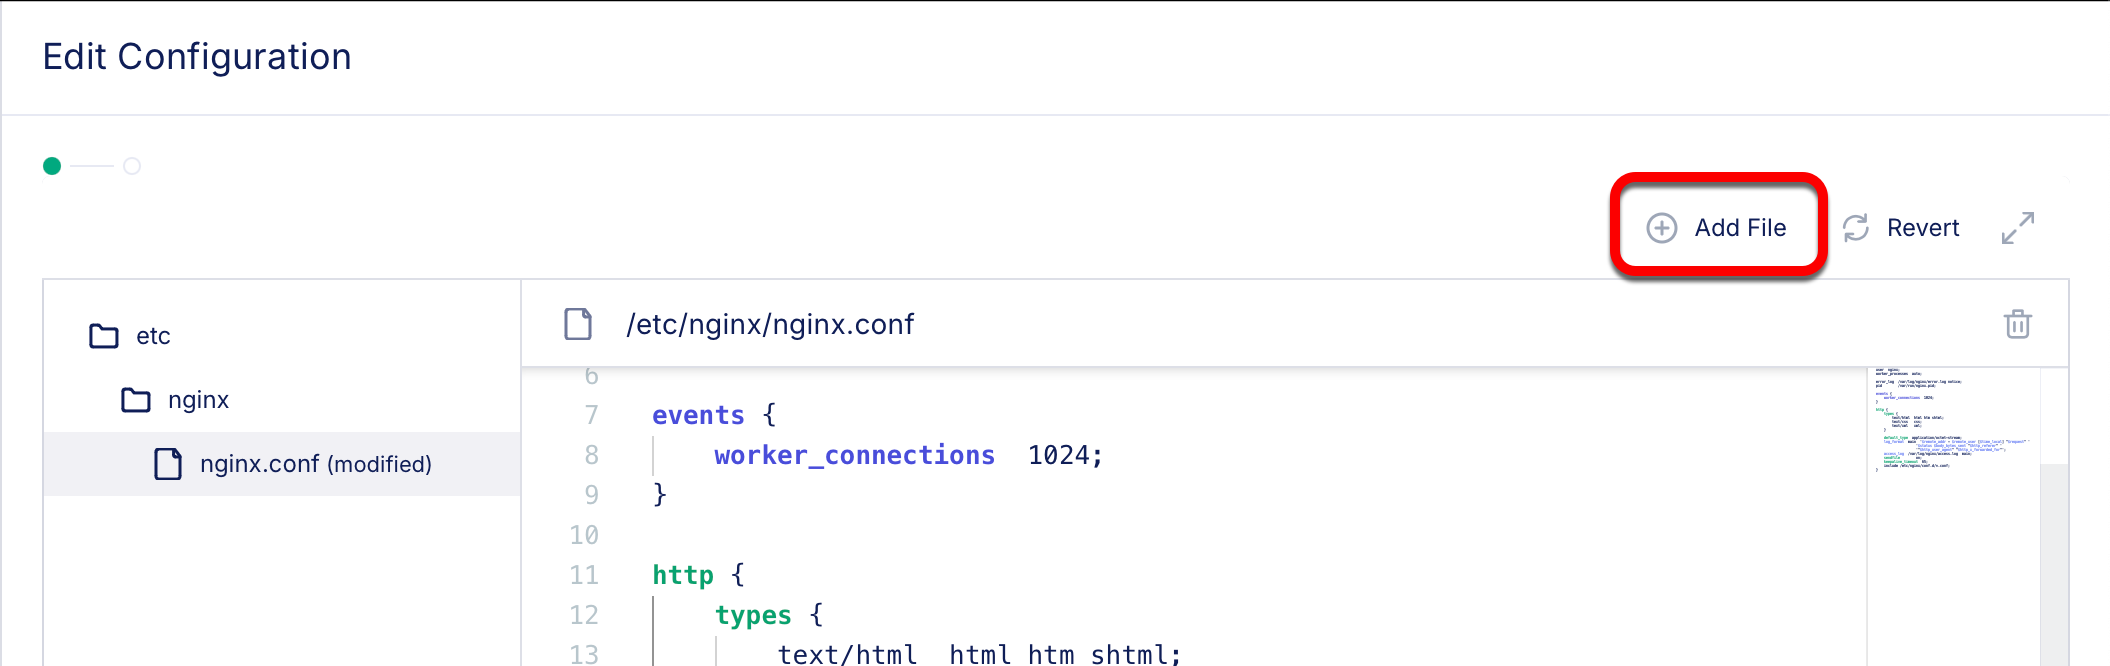 Edit Configuration
Add File
Revert
etc
nginx
nginx.conf (modified)
/etc/nginx/nginx.conf
6
7 events {
8 worker_connections 1024;
9 }
10
11 http {
12 types {
13 text/html html htm shtml;